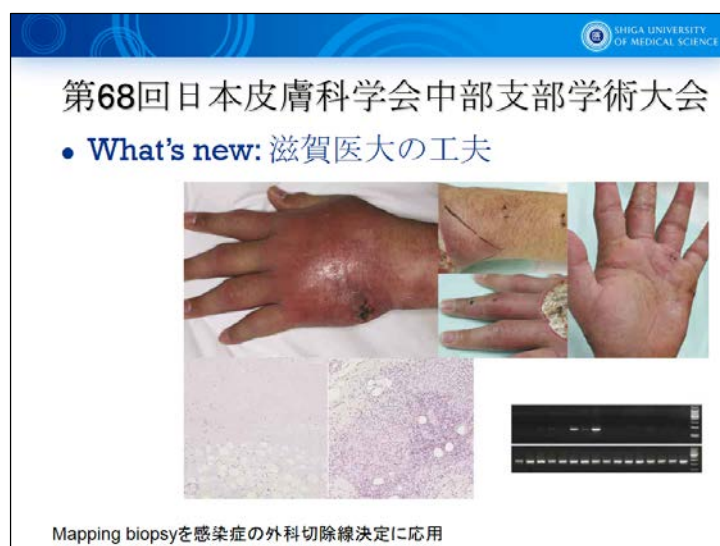 SHIGA UNIVERSITY
OF MEDICAL SCIENCE
第68回日本皮膚科学会中部支部学術大会
• What's new: 滋賀医大の工夫
Mapping biopsyを感染症の外科切除線決定に応用